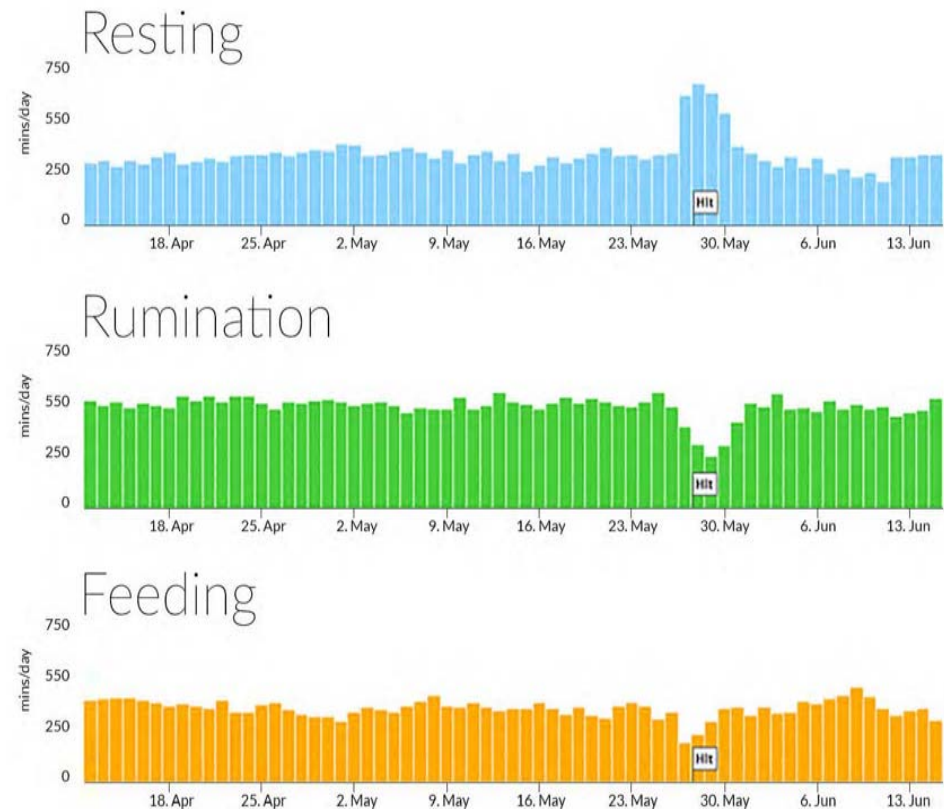 Resting
750
mins/day
550
250
0
Hit
18. Apr 25. Apr 2. May 9. May 16. May 23. May 30. May 6. Jun 13. Jun
Rumination
750
mins/day
550
250
0
Hit
18. Apr 25. Apr 2. May 9. May 16. May 23. May 30. May 6. Jun 13. Jun
Feeding
750
mins/day
550
250
0
Hit
18. Apr 25. Apr 2. May 9. May 16. May 23. May 30. May 6. Jun 13. Jun